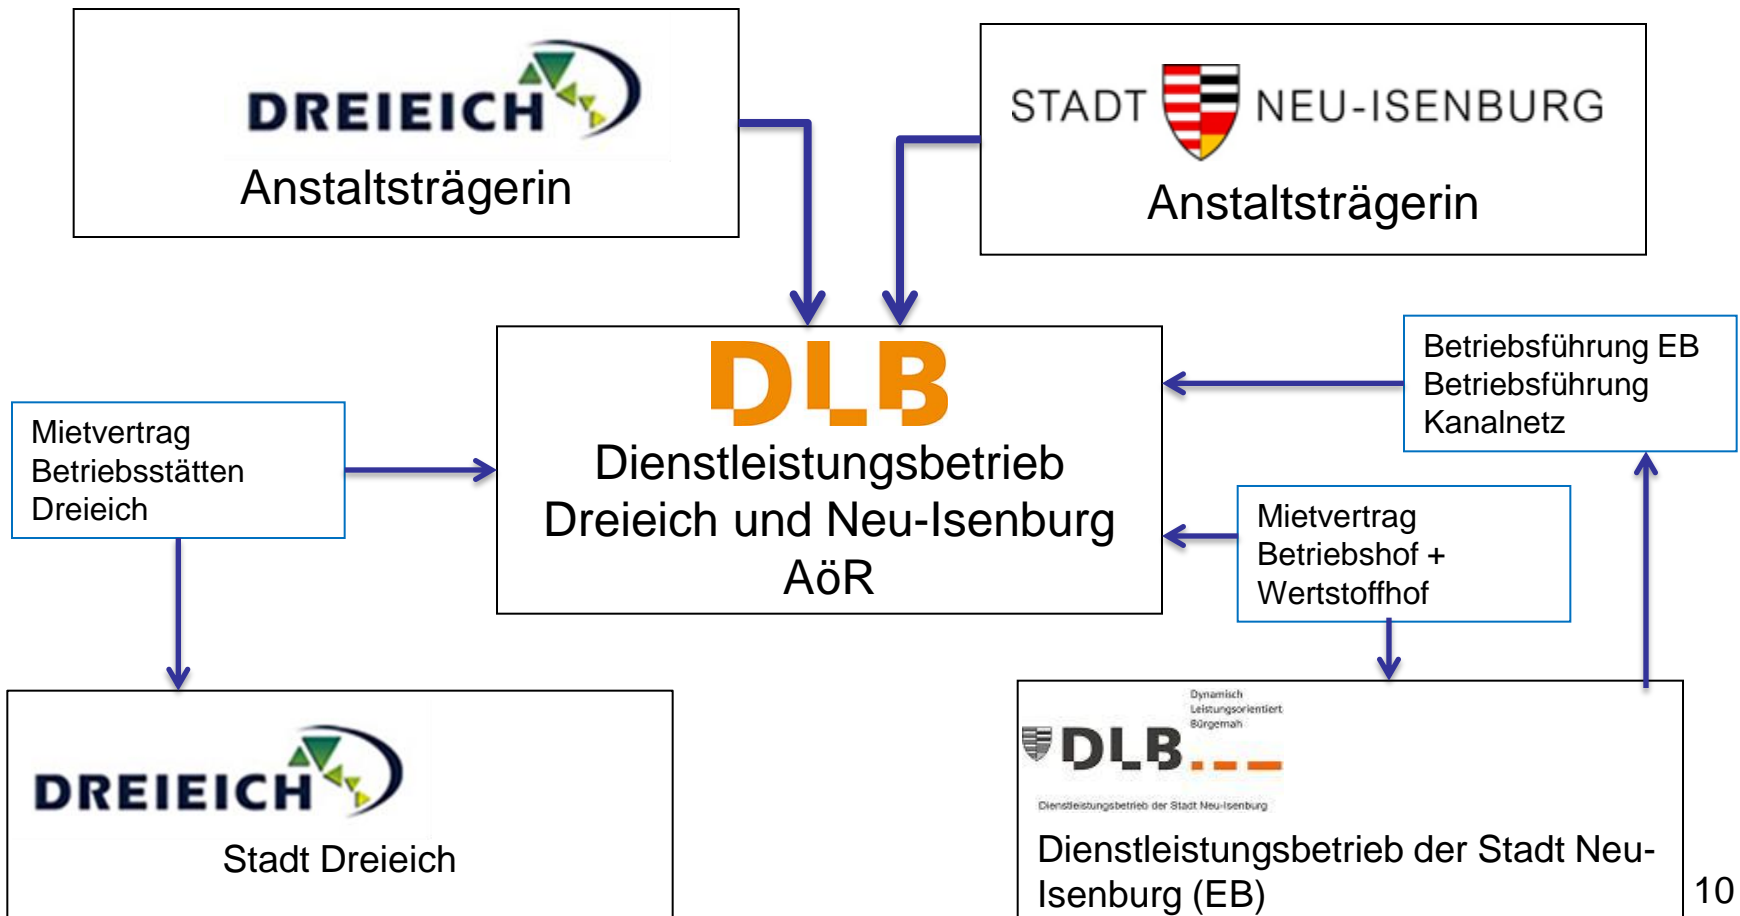 DREIEICH
Anstaltsträgerin
STADT NEU-ISENBURG
Anstaltsträgerin
DLB
Dienstleistungsbetrieb
Dreieich und Neu-Isenburg
AöR
Mietvertrag
Betriebsstätten
Dreieich
Betriebsführung EB
Betriebsführung
Kanalnetz
Mietvertrag
Betriebshof +
Wertstoffhof
DREIEICH
Stadt Dreieich
Dynamisch
Leistungsorientiert
Bürgernah
DLB
Dienstleistungsbetrieb der Stadt Neu-Isenburg
Dienstleistungsbetrieb der Stadt Neu-
Isenburg (EB)
10